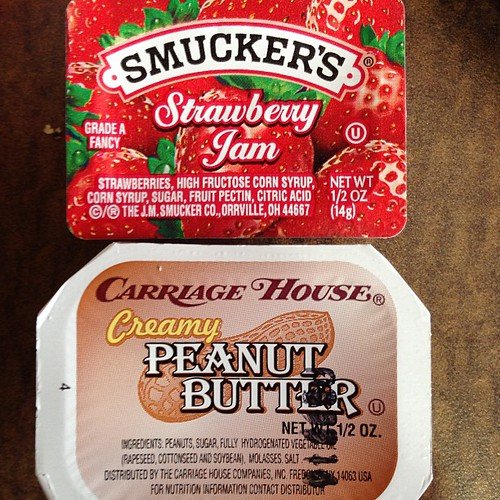 SMUCKER'S®
Strawberry
Jam
GRADE A
FANCY
U
STRAWBERRIES, HIGH FRUCTOSE CORN SYRUP,
CORN SYRUP, SUGAR, FRUIT PECTIN, CITRIC ACID
©/® THE J.M. SMUCKER CO., ORRVILLE, OH 44667
NET WT
1/2 OZ.
(14g)
CARRIAGE HOUSE®
Creamy
PEANUT
BUTTER
U
4
NET WT 1/2 OZ.
INGREDIENTS: PEANUTS, SUGAR, FULLY HYDROGENATED VEGETABLE
(RAPESEED, COTTONSEED AND SOYBEAN), MOLASSES, SALT
DISTRIBUTED BY THE CARRIAGE HOUSE COMPANIES, INC. NY 14063 USA
FOR NUTRITION INFORMATION CONTACT DISTRIBUTOR